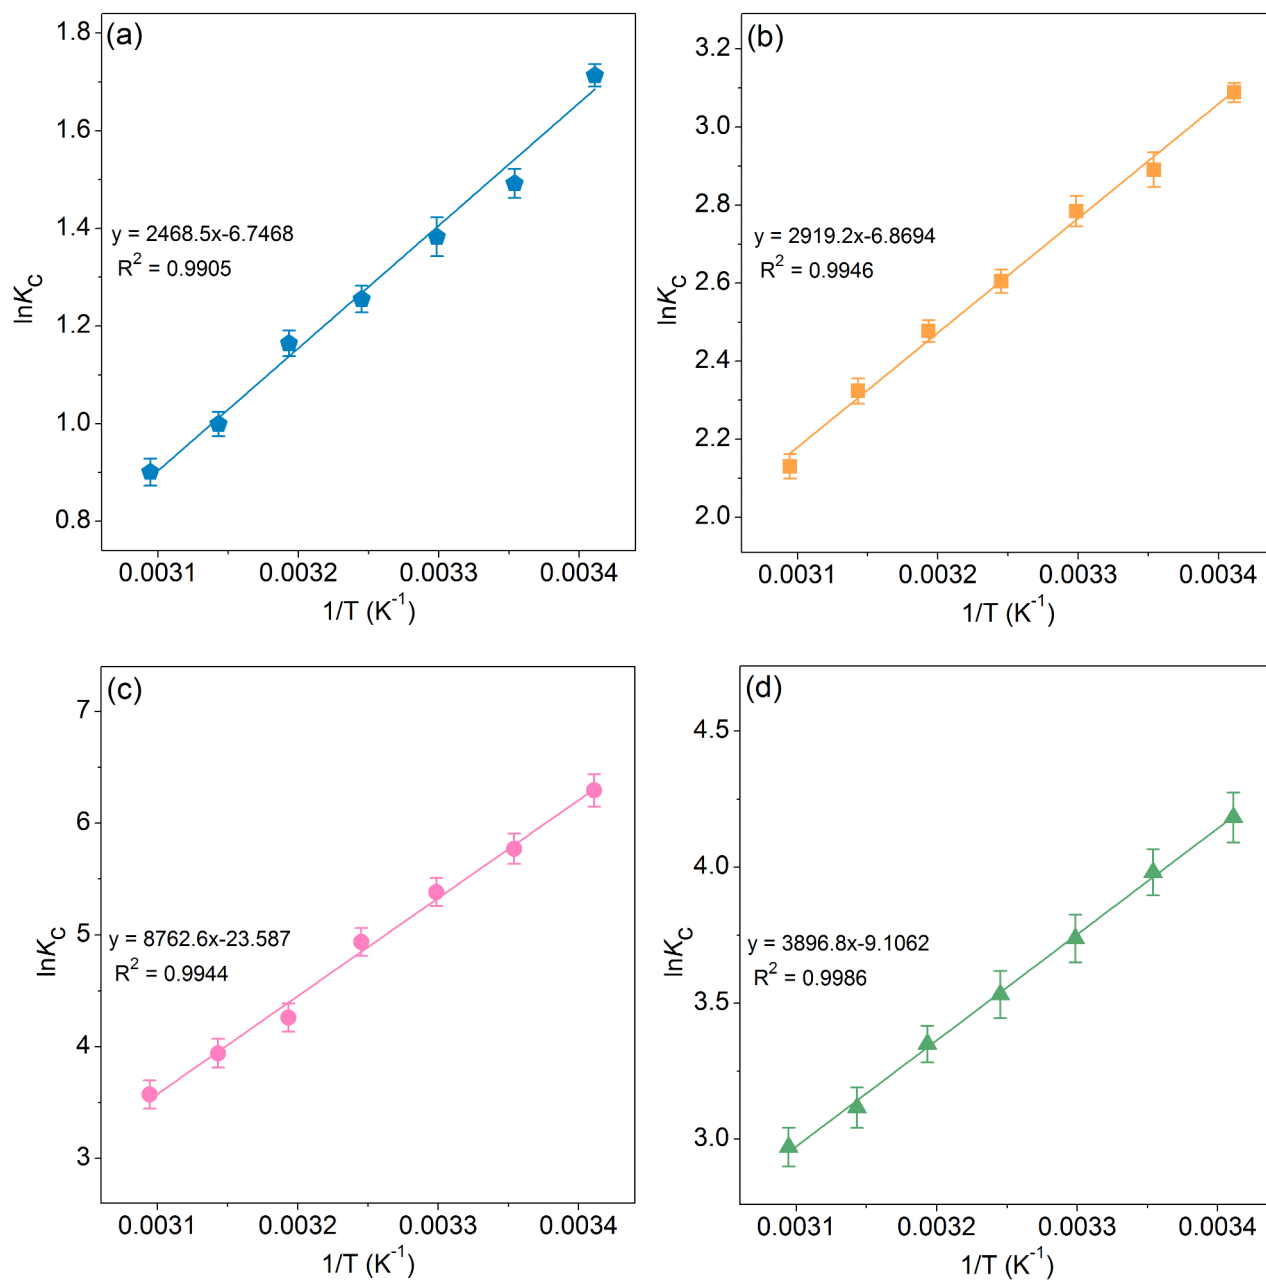 (a)
1.8
1.6
1.4
1.2
1.0
0.8
lnKC
y = 2468.5x-6.7468
R2 = 0.9905
0.0031 0.0032 0.0033 0.0034
1/T (K-1)
(b)
3.2
3.0
2.8
2.6
2.4
2.2
2.0
lnKC
y = 2919.2x-6.8694
R2 = 0.9946
0.0031 0.0032 0.0033 0.0034
1/T (K-1)
(c)
7
6
5
4
3
lnKC
y = 8762.6x-23.587
R2 = 0.9944
0.0031 0.0032 0.0033 0.0034
1/T (K-1)
(d)
4.5
4.0
3.5
3.0
lnKC
y = 3896.8x-9.1062
R2 = 0.9986
0.0031 0.0032 0.0033 0.0034
1/T (K-1)